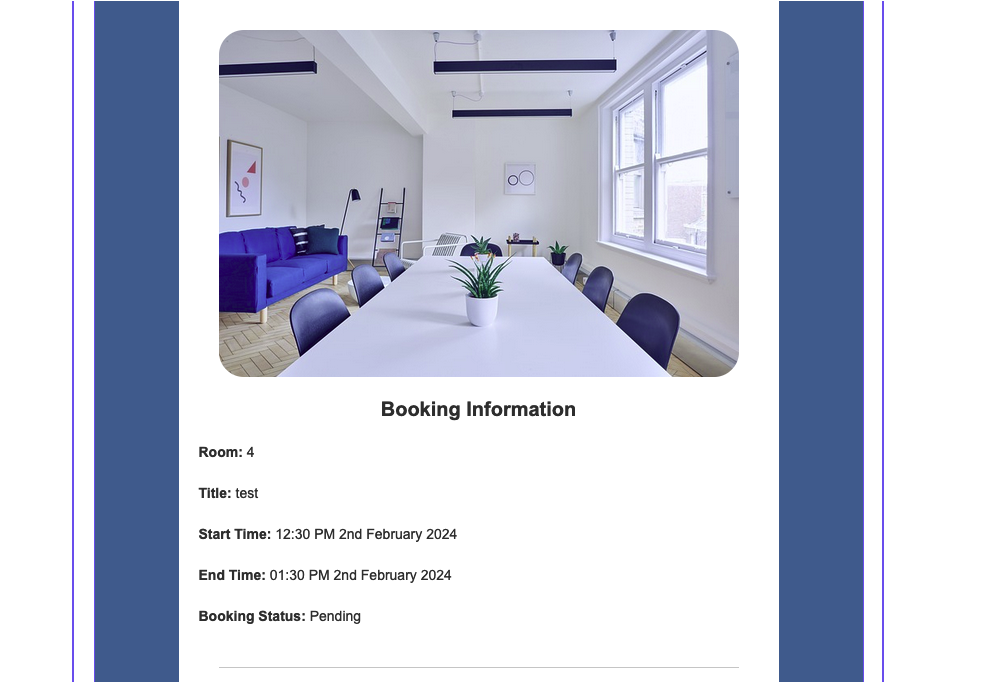 Booking Information
Room: 4
Title: test
Start Time: 12:30 PM 2nd February 2024
End Time: 01:30 PM 2nd February 2024
Booking Status: Pending